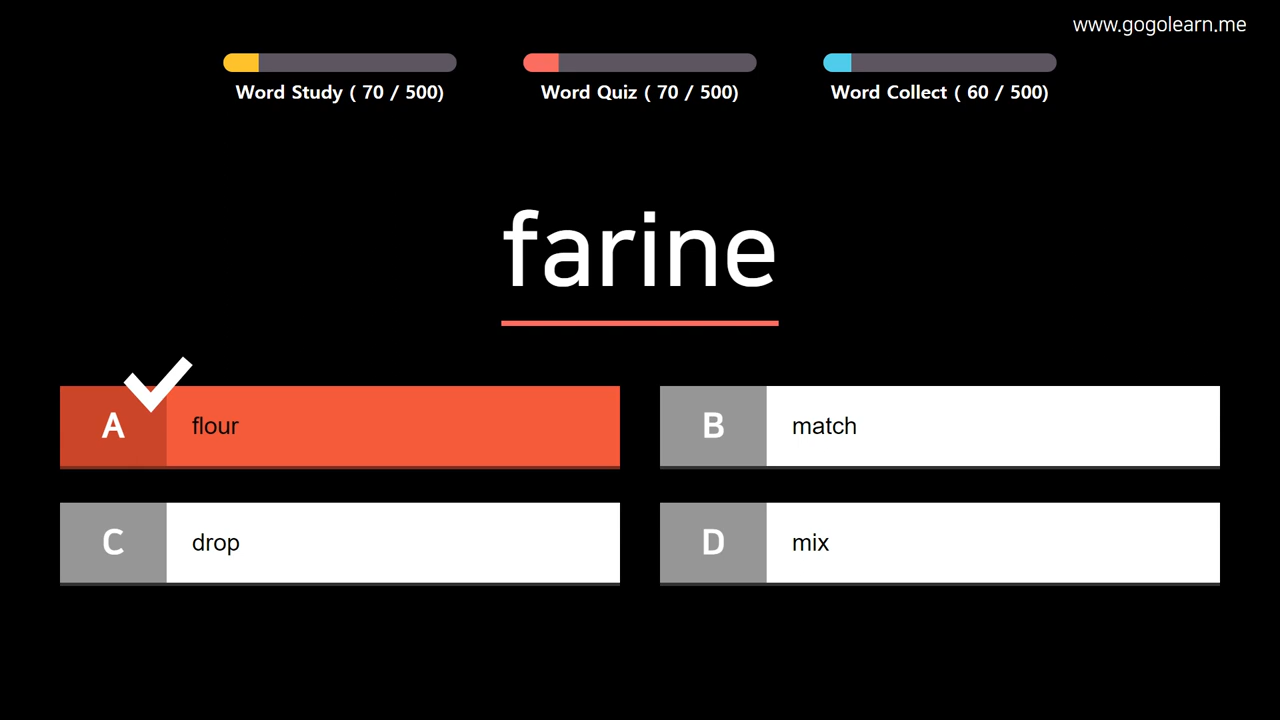 www.gogolearn.me
Word Study ( 70 / 500)
Word Quiz ( 70 / 500)
Word Collect ( 60 / 500)
farine
A flour
B match
C drop
D mix